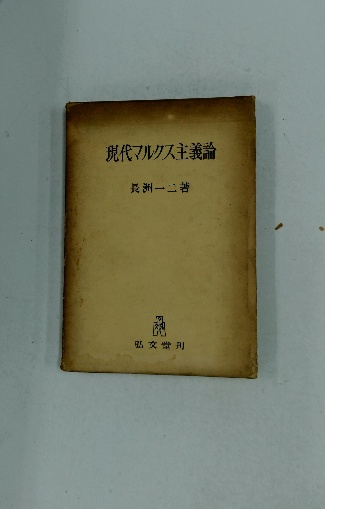 現代マルクス主義論
長洲一二著
弘文堂刊